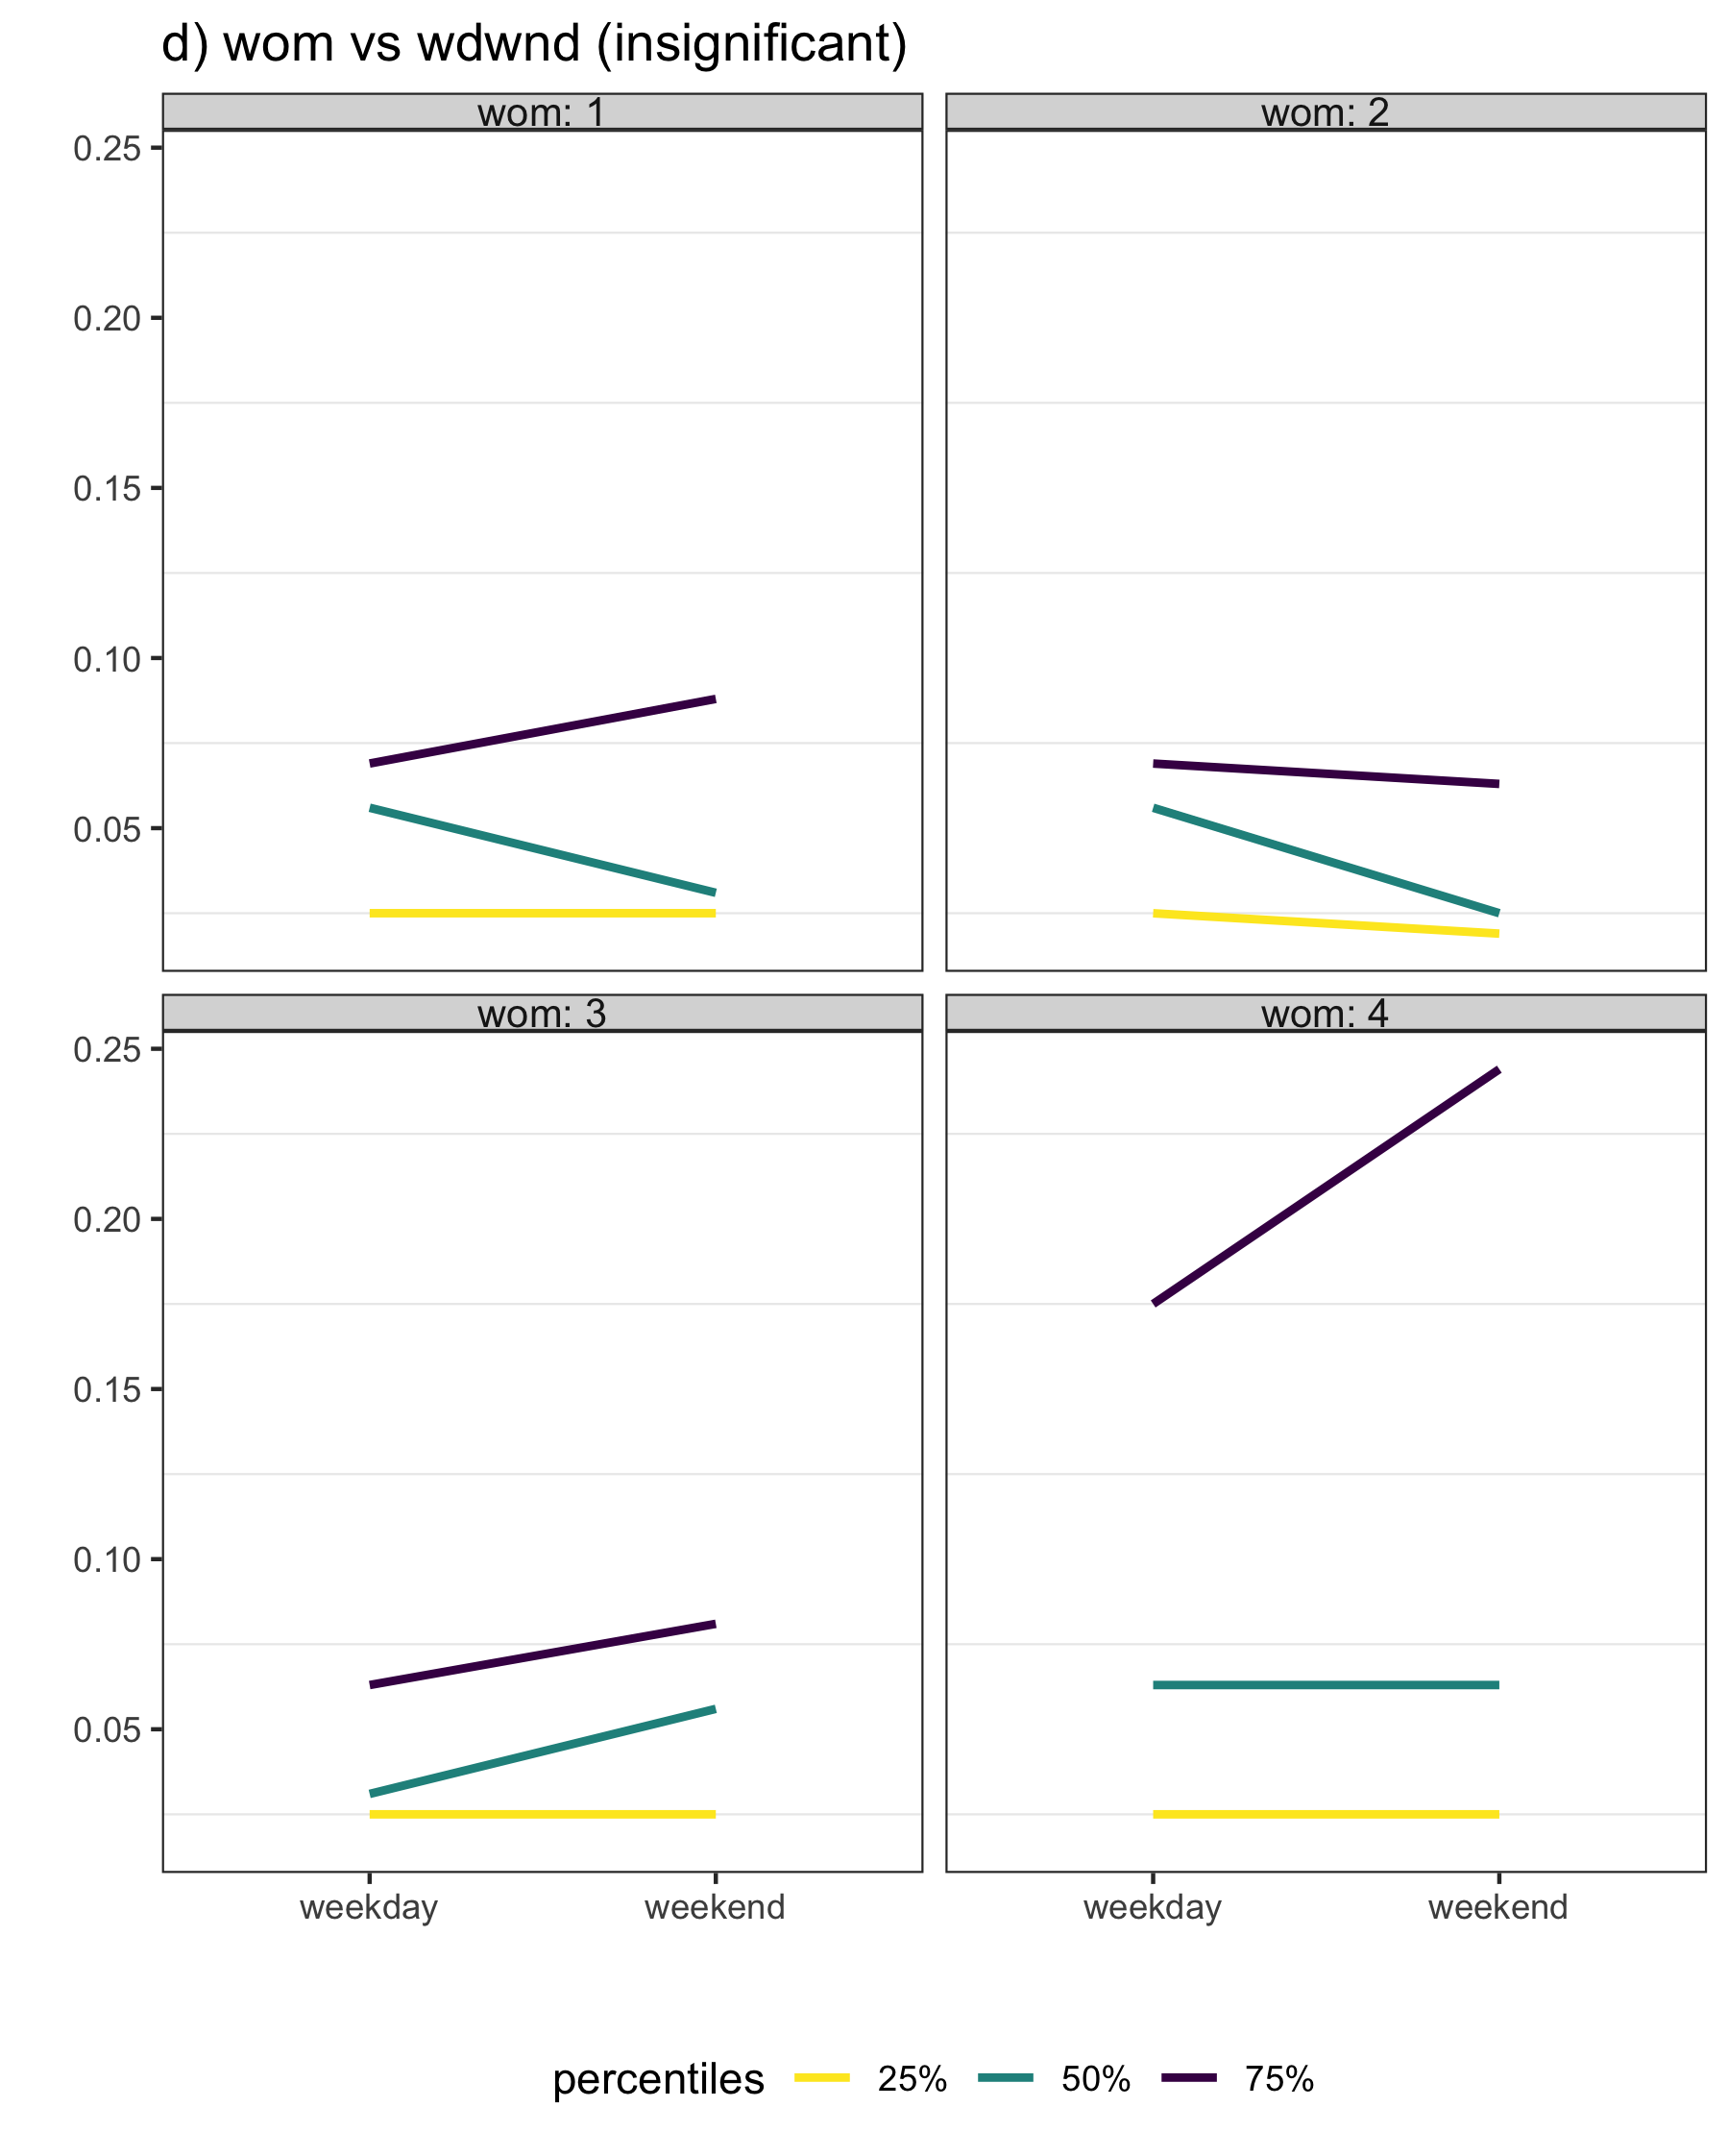 d) wom vs wdwnd (insignificant)
wom: 1
wom: 2
0.25
0.20
0.15
0.10
0.05
wom: 3
wom: 4
0.25
0.20
0.15
0.10
0.05
weekday
weekend
weekday
weekend
percentiles 25% 50% 75%